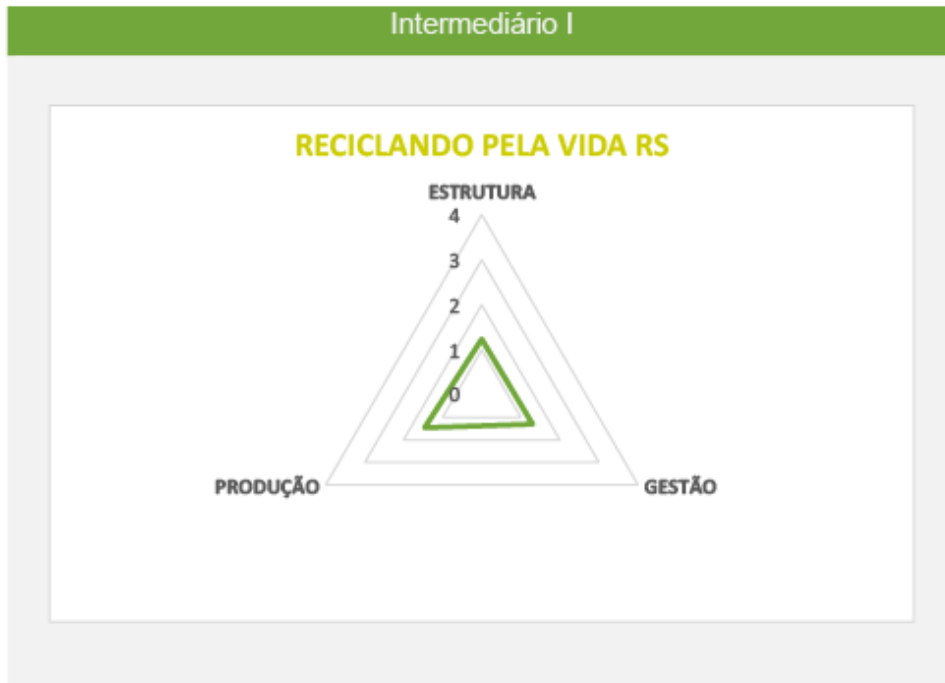 Intermediário I
RECICLANDO PELA VIDA RS
ESTRUTURA
4
3
2
1
0
PRODUÇÃO
GESTÃO